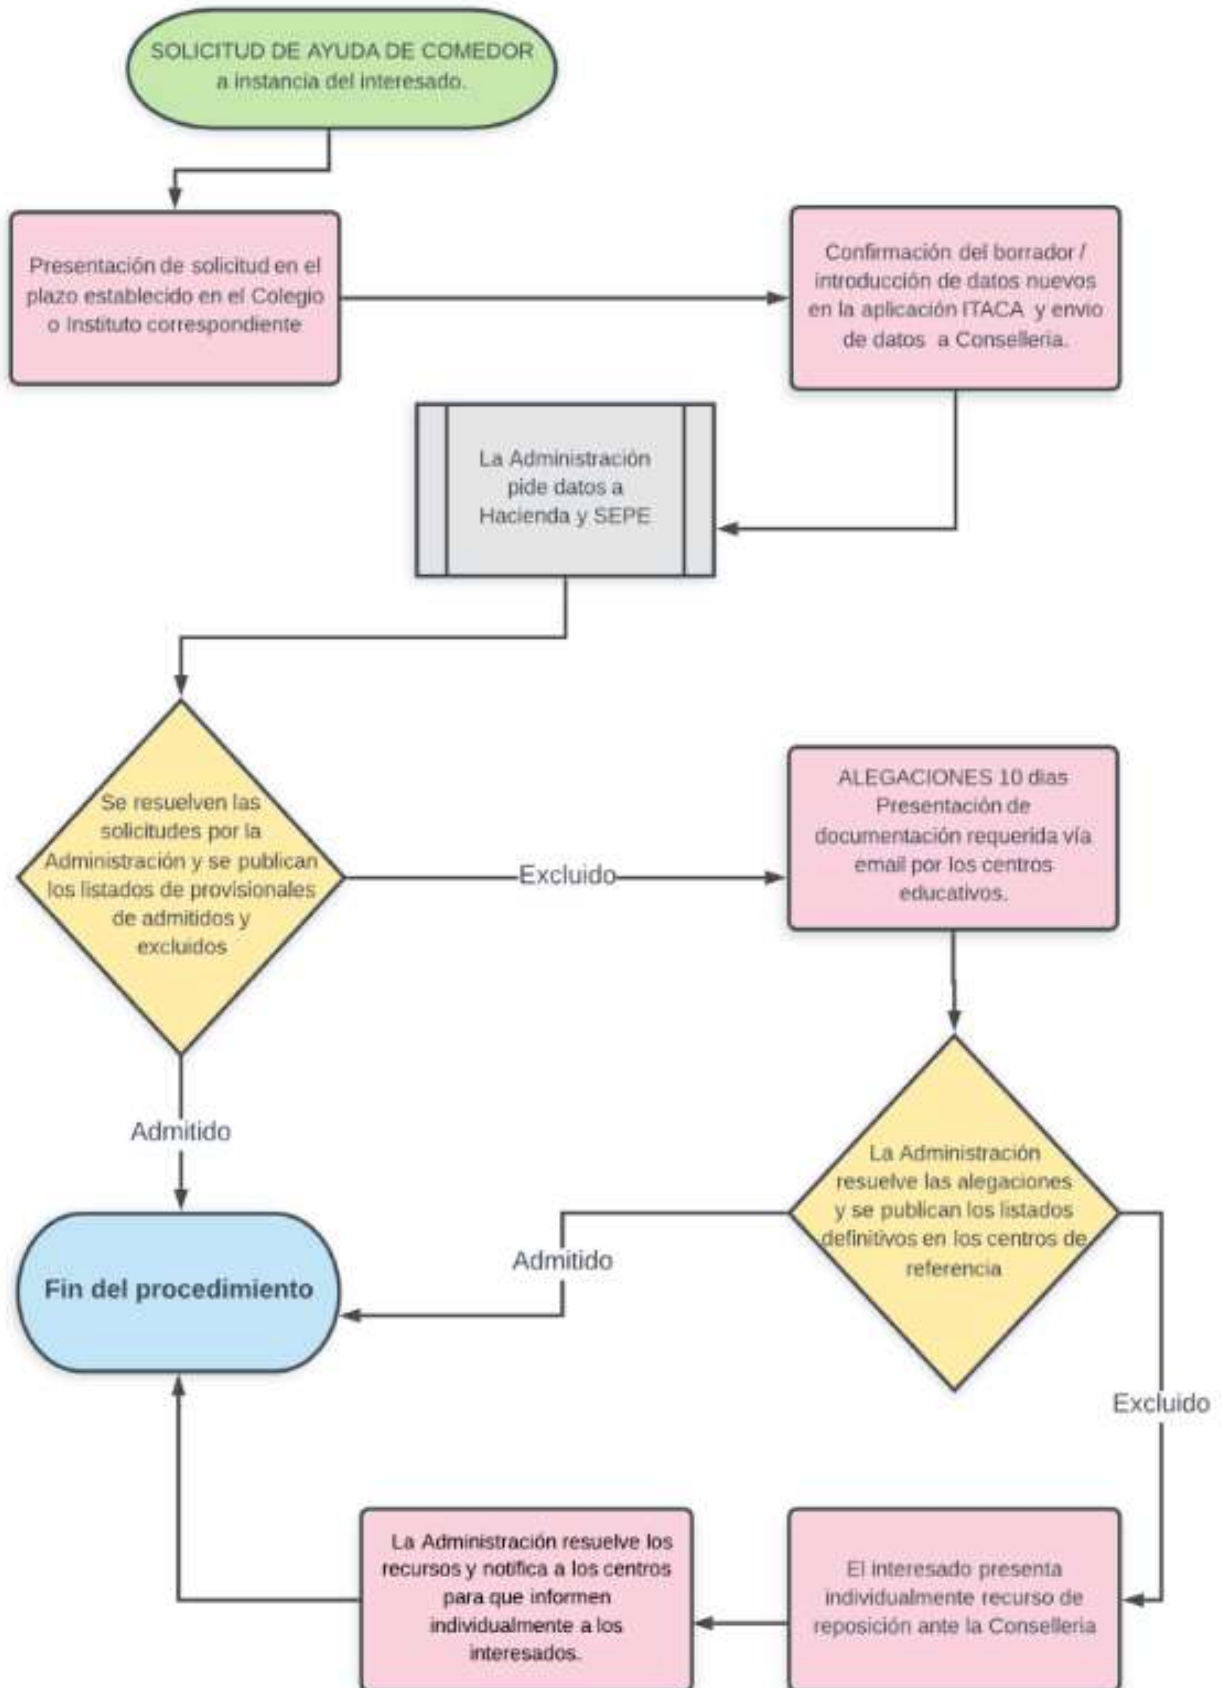 SOLICITUD DE AYUDA DE COMEDOR
a instancia del interesado.
Presentación de solicitud en el
plazo establecido en el Colegio
o Instituto correspondiente
Confirmación del borrador /
introducción de datos nuevos
en la aplicación ITACA y envio
de datos a Conselleria.
La Administración
pide datos a
Hacienda y SEPE
Se resuelven las
solicitudes por la
Administración y se publican
los listados de provisionales
de admitidos y
excluidos
Excluido
ALEGACIONES 10 dias
Presentación de
documentación requerida vía
email por los centros
educativos.
Admitido
La Administración
resuelve las alegaciones
y se publican los listados
definitivos en los centros de
referencia
Admitido
Fin del procedimiento
Excluido
La Administración resuelve los
recursos y notifica a los centros
para que informen
individualmente a los
interesados.
El interesado presenta
individualmente recurso de
reposición ante la Conselleria